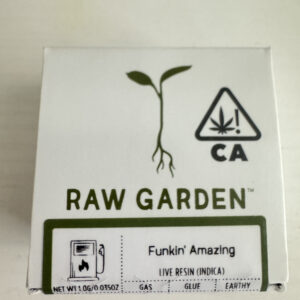 CA
RAW GARDEN™
Funkin' Amazing
LIVE RESIN (INDICA)
NET WT. 1.0G/0.035OZ
GAS GLUE EARTHY